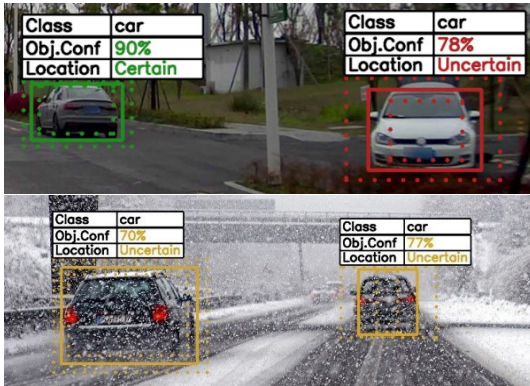 Class car
Obj.Conf 90%
Location Certain
Class car
Obj.Conf 78%
Location Uncertain
Class car
Obj.Conf 70%
Location Uncertain
Class car
Obj.Conf 77%
Location Uncertain